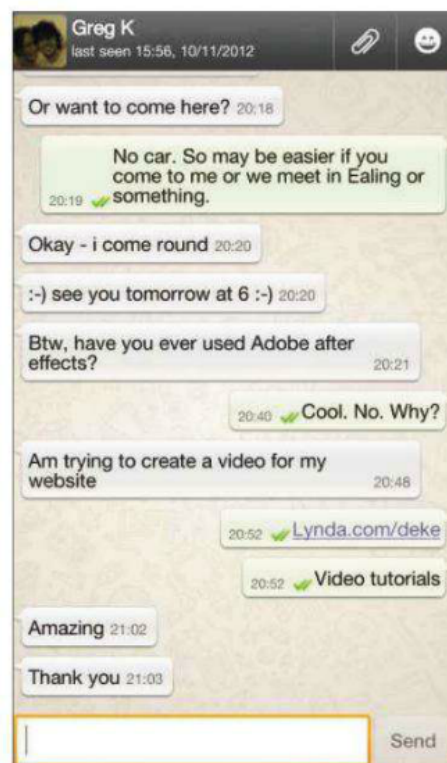 Greg K
last seen 15:56, 10/11/2012
Or want to come here? 20:18
No car. So may be easier if you
come to me or we meet in Ealing or
20:19 something.
Okay - i come round 20:20
:-) see you tomorrow at 6 :-) 20:20
Btw, have you ever used Adobe after
effects? 20:21
20:40 Cool. No. Why?
Am trying to create a video for my
website 20:48
20:52 Lynda.com/deke
20:52 Video tutorials
Amazing 21:02
Thank you 21:03
Send